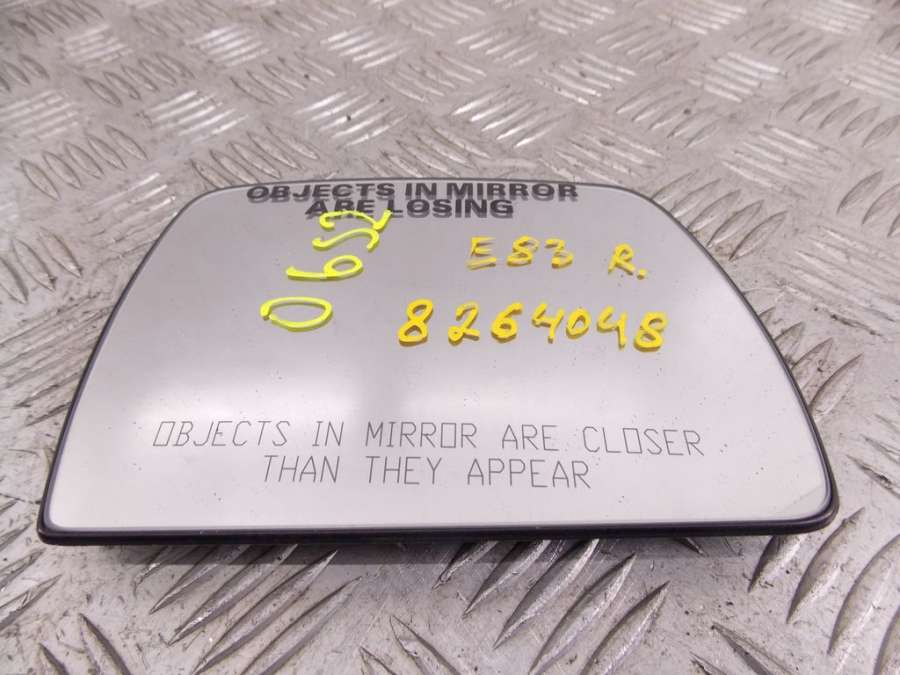 OBJECTS IN MIRROR
ARE LOSING
0652
E83 R.
8264048
OBJECTS IN MIRROR ARE CLOSER
THAN THEY APPEAR